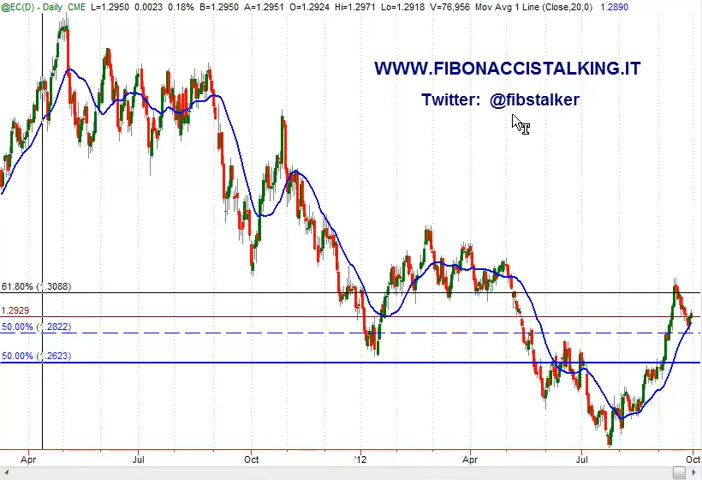 @EC(D) - Daily CME L=1.2950 0.0023 0.18% B=1.2950 A=1.2951 O=1.2924 Hi=1.2971 Lo=1.2918 V=76,956 Mov Avg 1 Line (Close,20,0) 1.2890
WWW.FIBONACCISTALKING.IT
Twitter: @fibstalker
61.80% (1.3088)
1.2929
50.00% (1.2822)
50.00% (1.2623)
Apr Jul Oct '12 Apr Jul Oct